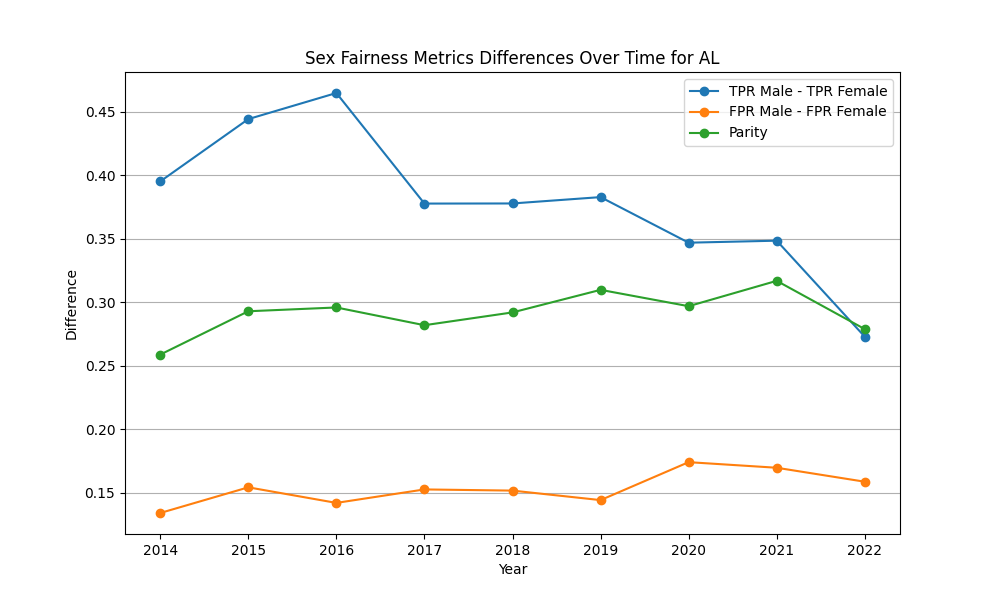 Sex Fairness Metrics Differences Over Time for AL
TPR Male - TPR Female
FPR Male - FPR Female
Parity
Difference
0.45
0.40
0.35
0.30
0.25
0.20
0.15
2014 2015 2016 2017 2018 2019 2020 2021 2022
Year